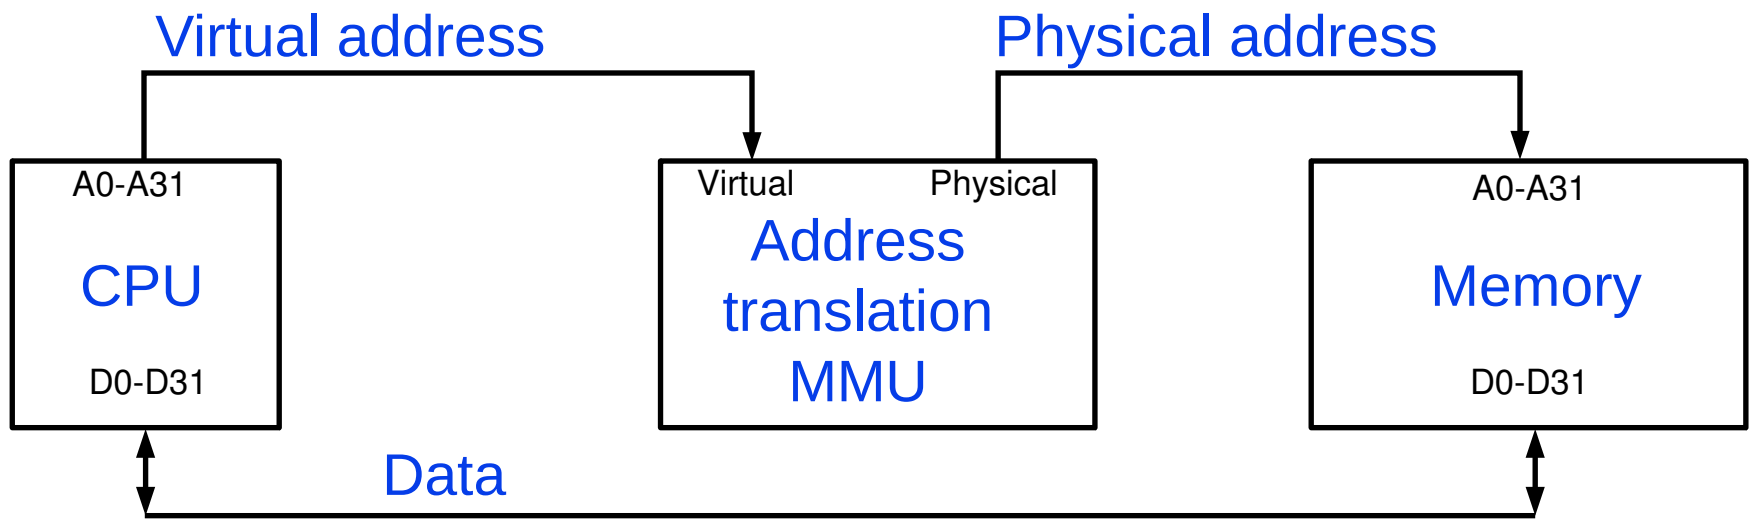 Virtual address
Physical address
A0-A31
Virtual
Physical
A0-A31
CPU
Address
translation
MMU
Memory
D0-D31
D0-D31
Data